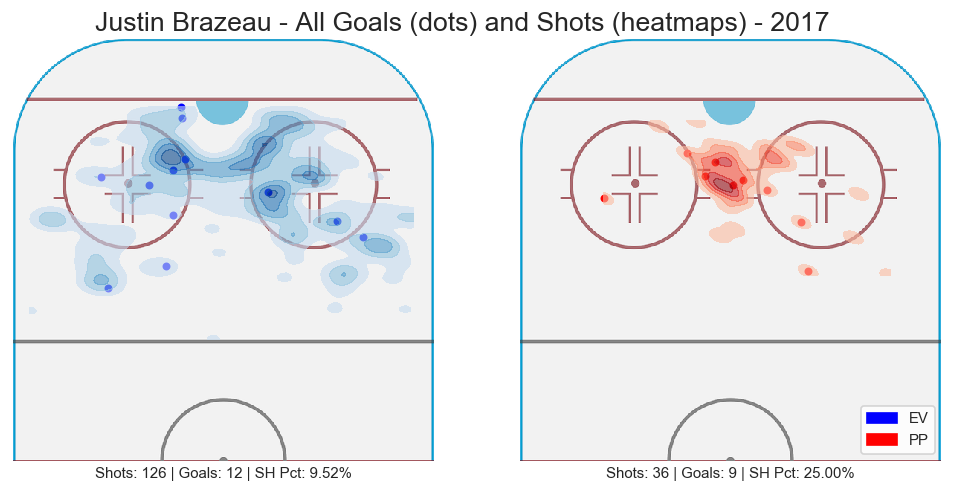 Justin Brazeau - All Goals (dots) and Shots (heatmaps) - 2017
EV
PP
Shots: 126 | Goals: 12 | SH Pct: 9.52%
Shots: 36 | Goals: 9 | SH Pct: 25.00%